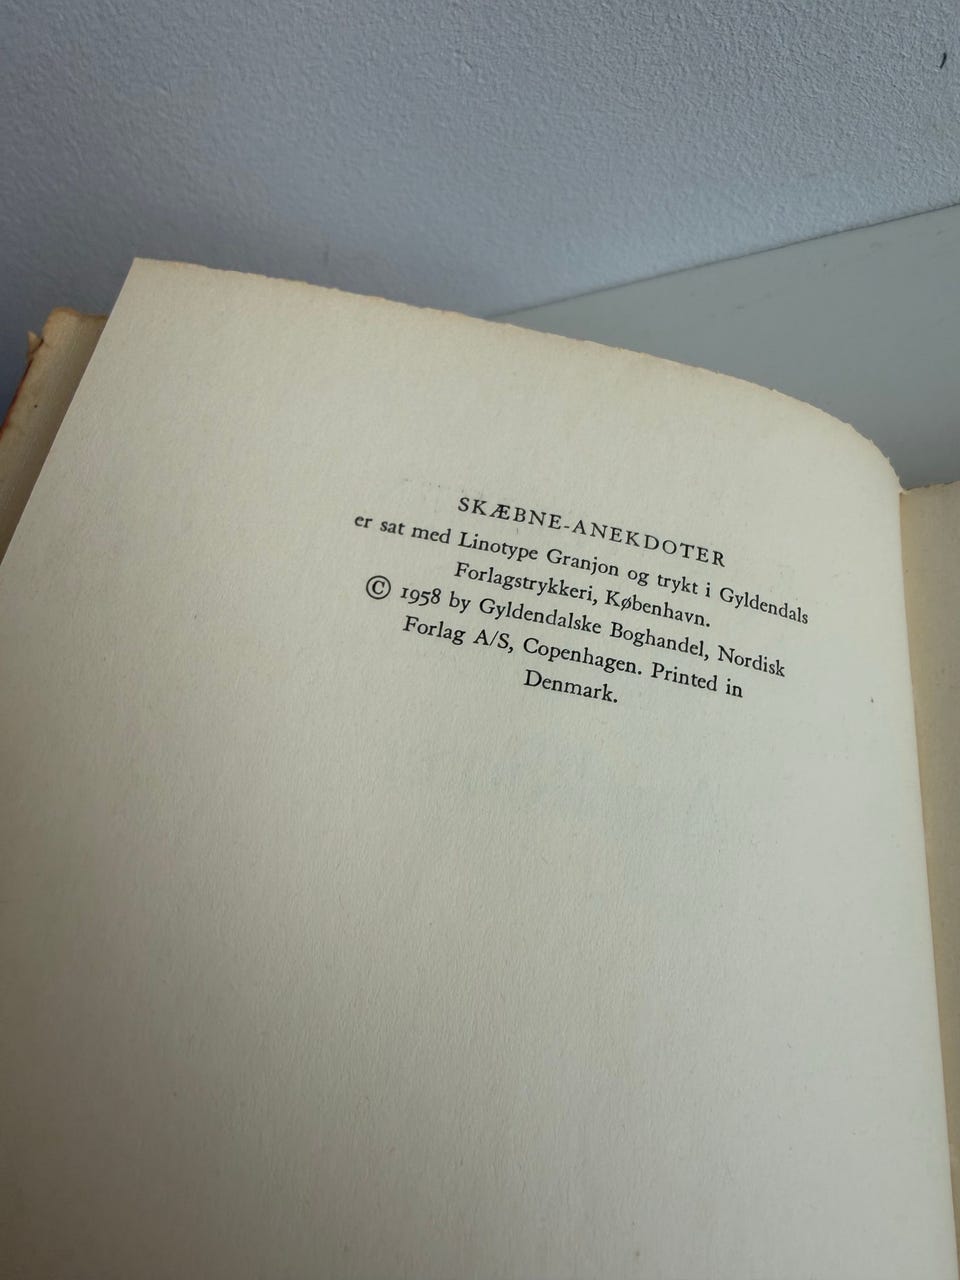 SKÆBNE-ANEKDOTER
er sat med Linotype Granjon og trykt i Gyldendals
Forlagstrykkeri, København.
© 1958 by Gyldendalske Boghandel, Nordisk
Forlag A/S, Copenhagen. Printed in
Denmark.